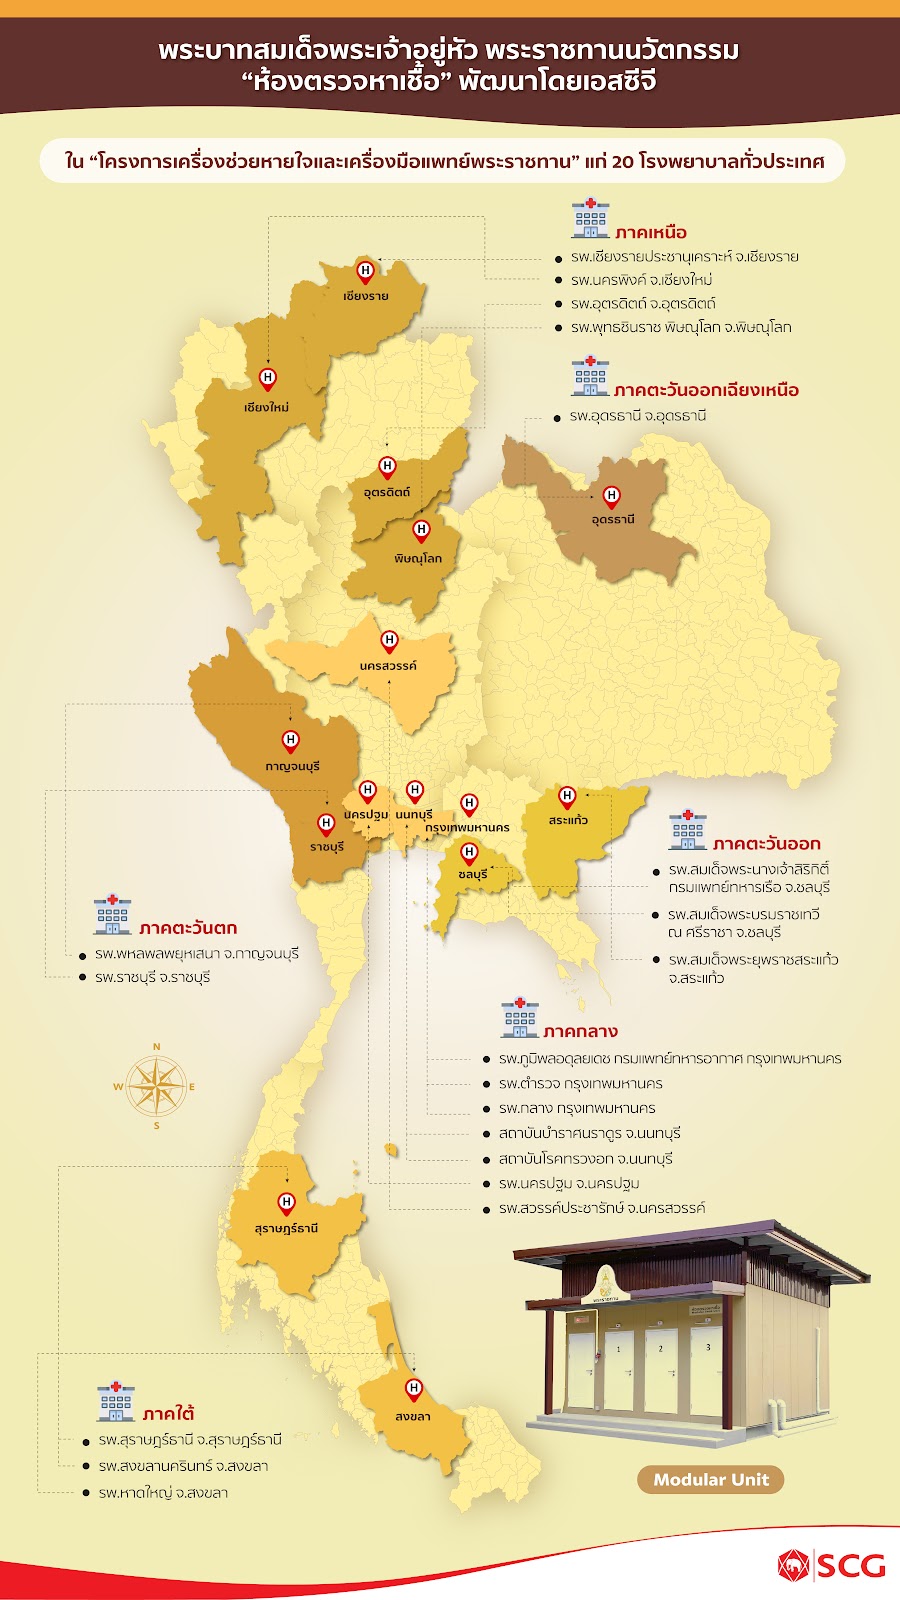 พระบาทสมเด็จพระเจ้าอยู่หัว พระราชทานนวัตกรรม
“ห้องตรวจหาเชื้อ” พัฒนาโดยเอสซีจี
ใน “โครงการเครื่องช่วยหายใจและเครื่องมือแพทย์พระราชทาน” แก่ 20 โรงพยาบาลทั่วประเทศ
ภาคเหนือ
รพ.เชียงรายประชานุเคราะห์ จ.เชียงราย
รพ.นครพิงค์ จ.เชียงใหม่
รพ.อุตรดิตถ์ จ.อุตรดิตถ์
รพ.พุทธชินราช พิษณุโลก จ.พิษณุโลก
ภาคตะวันออกเฉียงเหนือ
รพ.อุดรธานี จ.อุดรธานี
H
เชียงราย
H
เชียงใหม่
H
อุตรดิตถ์
H
อุดรธานี
H
พิษณุโลก
H
นครสวรรค์
H
กาญจนบุรี
H
นครปฐม
H
นนทบุรี
H
กรุงเทพมหานคร
H
สระแก้ว
H
ราชบุรี
H
ชลบุรี
ภาคตะวันออก
รพ.สมเด็จพระนางเจ้าสิริกิติ์
กรมแพทย์ทหารเรือ จ.ชลบุรี
รพ.สมเด็จพระบรมราชเทวี
ณ ศรีราชา จ.ชลบุรี
รพ.สมเด็จพระยุพราชสระแก้ว
จ.สระแก้ว
ภาคตะวันตก
รพ.พหลพลพยุหเสนา จ.กาญจนบุรี
รพ.ราชบุรี จ.ราชบุรี
ภาคกลาง
รพ.ภูมิพลอดุลยเดช กรมแพทย์ทหารอากาศ กรุงเทพมหานคร
รพ.ตำรวจ กรุงเทพมหานคร
รพ.กลาง กรุงเทพมหานคร
สถาบันบำราศนราดูร จ.นนทบุรี
สถาบันโรคทรวงอก จ.นนทบุรี
รพ.นครปฐม จ.นครปฐม
รพ.สวรรค์ประชารักษ์ จ.นครสวรรค์
N
W E
S
H
สุราษฎร์ธานี
H
สงขลา
ภาคใต้
รพ.สุราษฎร์ธานี จ.สุราษฎร์ธานี
รพ.สงขลานครินทร์ จ.สงขลา
รพ.หาดใหญ่ จ.สงขลา
1 2 3
Modular Unit
SCG